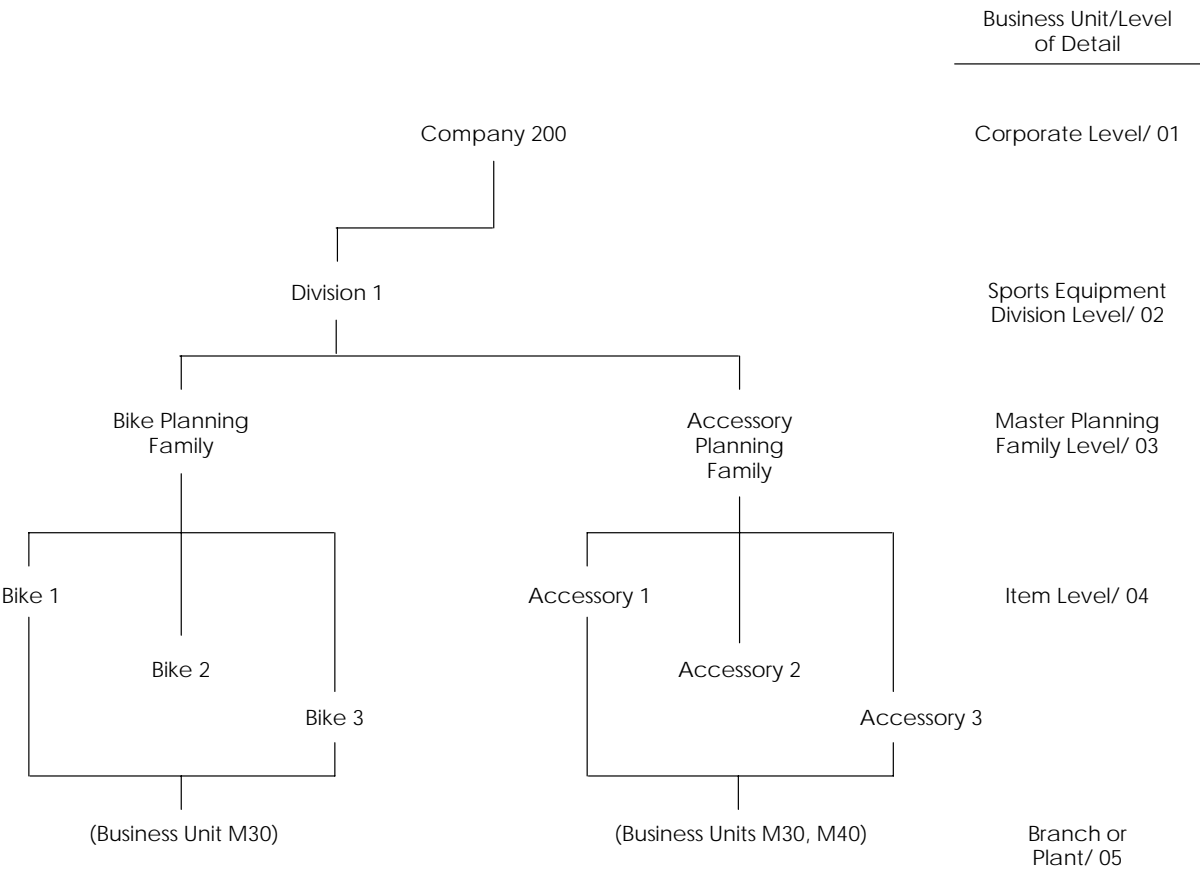 Business Unit/Level
of Detail
Company 200
Corporate Level/ 01
Division 1
Sports Equipment
Division Level/ 02
Bike Planning
Family
Accessory
Planning
Family
Master Planning
Family Level/ 03
Bike 1
Accessory 1
Item Level/ 04
Bike 2
Accessory 2
Bike 3
Accessory 3
(Business Unit M30)
(Business Units M30, M40)
Branch or
Plant/ 05